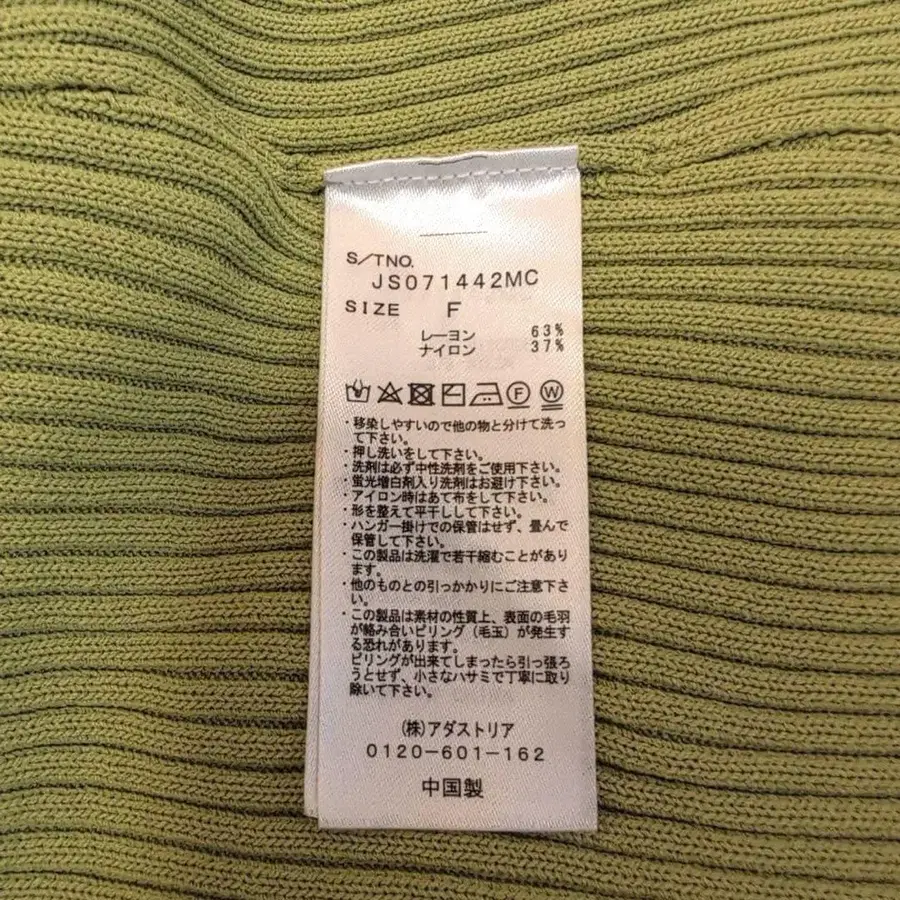 S/TNO.
JS071442MC
SIZE F
レーヨン 63%
ナイロン 37%
F W
・移染しやすいので他の物と分けて洗っ
て下さい。
・押し洗いをして下さい。
・洗剤は必ず中性洗剤をご使用下さい。
・蛍光増白剤入り洗剤はお避け下さい。
・アイロン時はあて布をして下さい。
・形を整えて平干しして下さい。
・ハンガー掛けでの保管はせず、畳んで
保管して下さい。
・この製品は洗濯で若干縮むことがあり
ます。
・他のものとの引っかかりにご注意下さ
い。
・この製品は素材の性質上、表面の毛羽
が絡み合いピリング（毛玉）が発生す
る恐れがあります。
ピリングが出来てしまったら引っ張ろ
うとせず、小さなハサミで丁寧に取り
除いて下さい。
(株)アダストリア
0120-601-162
中国製